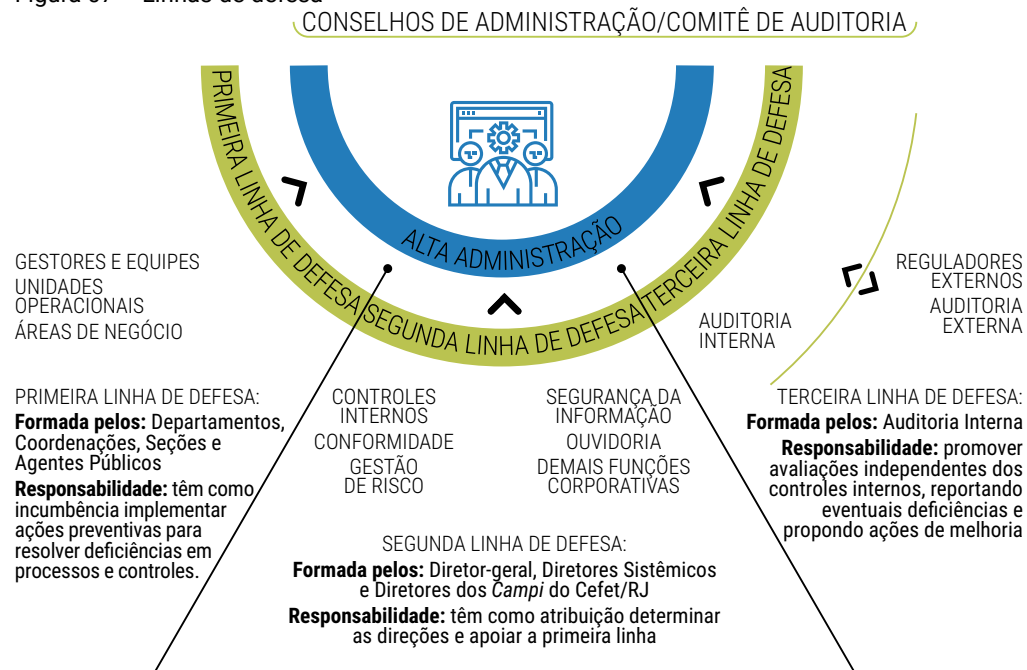 CONSELHOS DE ADMINISTRAÇÃO/COMITÊ DE AUDITORIA
PRIMEIRA LINHA DE DEFESA/SEGUNDA LINHA DE DEFESA/TERCEIRA LINHA DE DEFESA
ALTA ADMINISTRAÇÃO
GESTORES E EQUIPES
UNIDADES
OPERACIONAIS
ÁREAS DE NEGÓCIO
AUDITORIA
INTERNA
REGULADORES
EXTERNOS
AUDITORIA
EXTERNA
PRIMEIRA LINHA DE DEFESA:
Formada pelos: Departamentos,
Coordenações, Seções e
Agentes Públicos
Responsabilidade: têm como
incumbência implementar
ações preventivas para
resolver deficiências em
processos e controles.
CONTROLES
INTERNOS
CONFORMIDADE
GESTÃO
DE RISCO
SEGURANÇA DA
INFORMAÇÃO
OUVIDORIA
DEMAIS FUNÇÕES
CORPORATIVAS
SEGUNDA LINHA DE DEFESA:
Formada pelos: Diretor-geral, Diretores Sistêmicos
e Diretores dos Campi do Cefet/RJ
Responsabilidade: têm como atribuição determinar
as direções e apoiar a primeira linha
TERCEIRA LINHA DE DEFESA:
Formada pelos: Auditoria Interna
Responsabilidade: promover
avaliações independentes dos
controles internos, reportando
eventuais deficiências e
propondo ações de melhoria